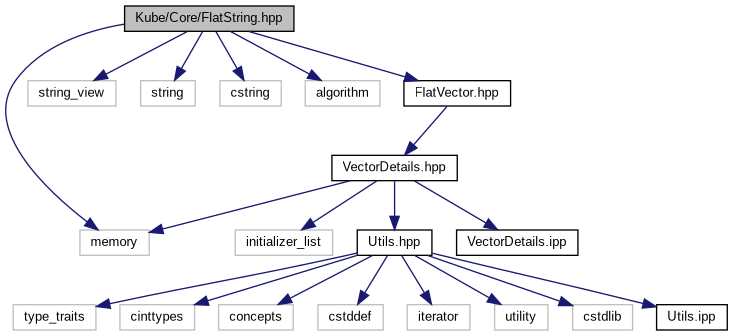 Kube/Core/FlatString.hpp
string_view
string
cstring
algorithm
FlatVector.hpp
VectorDetails.hpp
memory
initializer_list
Utils.hpp
VectorDetails.ipp
type_traits
cinttypes
concepts
cstddef
iterator
utility
cstdlib
Utils.ipp